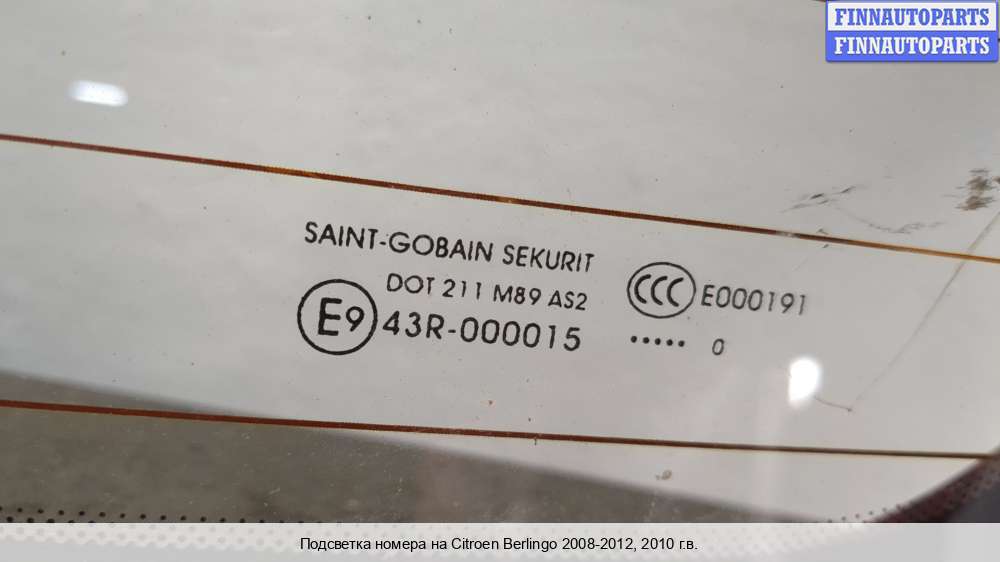 FINNAUTOPARTS
FINNAUTOPARTS
SAINT-GOBAIN SEKURIT
DOT 211 M89 AS2
E9 43R-000015
CCC E000191
..... 0
Подсветка номера на Citroen Berlingo 2008-2012, 2010 г.в.